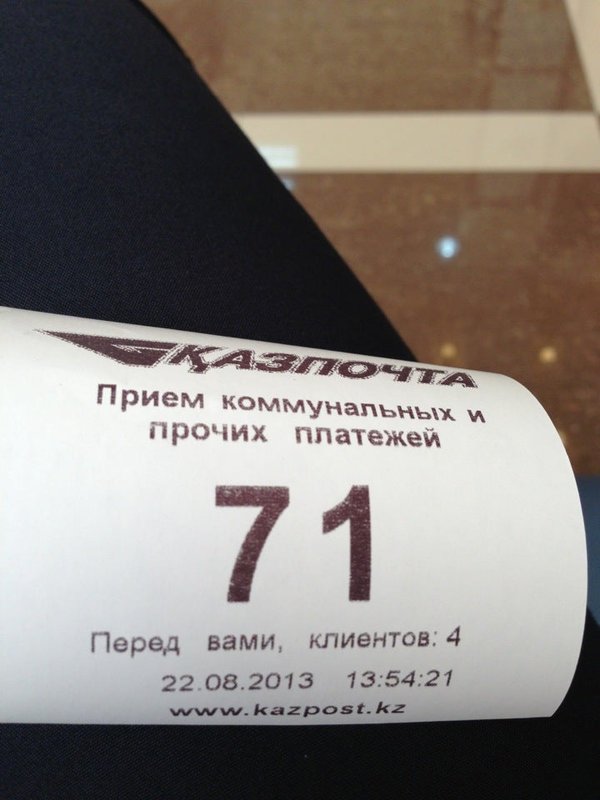 ҚАЗПОЧТА
Прием коммунальных и
прочих платежей
71
Перед вами, клиентов: 4
22.08.2013 13:54:21
www.kazpost.kz